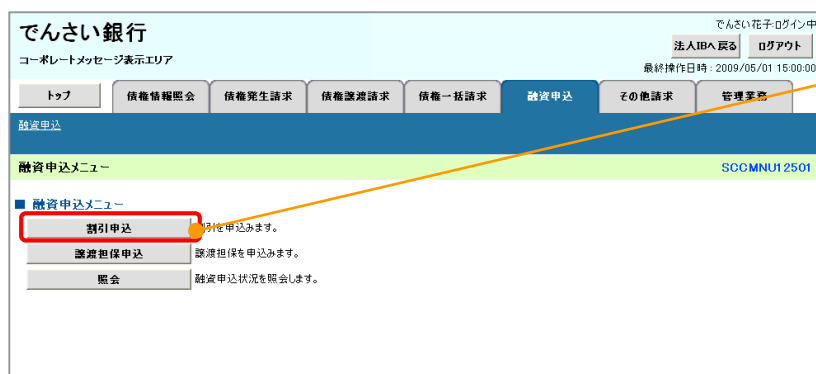 でんさい銀行
コーポレートメッセージ表示エリア
でんさい花子:ログイン中
法人IBへ戻る ログアウト
最終操作日時 : 2009/05/01 15:00:00
トップ 債権情報照会 債権発生請求 債権譲渡請求 債権一括請求 融資申込 その他請求 管理業務
融資申込
融資申込メニュー SCCMNU12501
■ 融資申込メニュー
割引申込 割引を申込みます。
譲渡担保申込 譲渡担保を申込みます。
照会 融資申込状況を照会します。